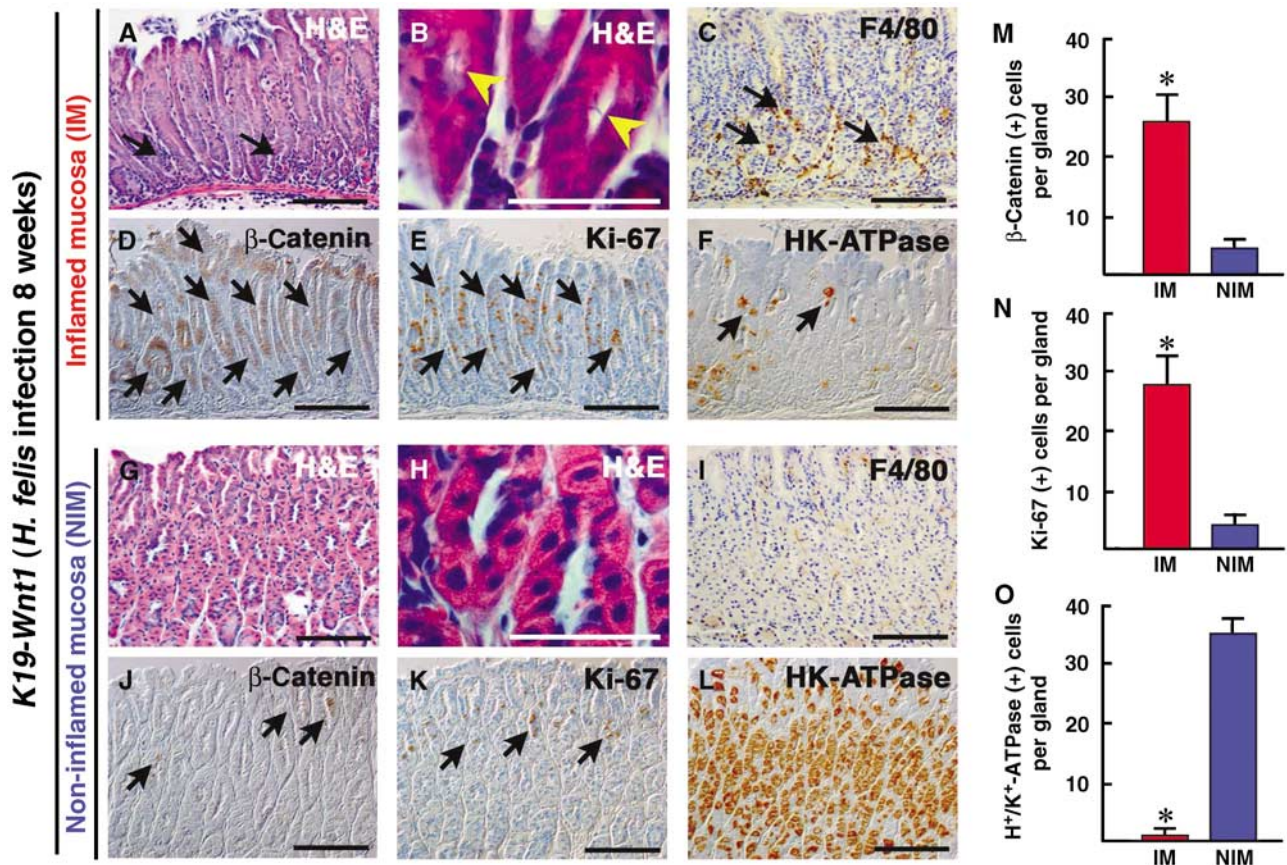 K19-Wnt1 (H. felis infection 8 weeks)
Inflamed mucosa (IM)
Non-inflamed mucosa (NIM)
A H&E
B H&E
C F4/80
D β-Catenin
E Ki-67
F HK-ATPase
G H&E
H H&E
I F4/80
J β-Catenin
K Ki-67
L HK-ATPase
M
β-Catenin (+) cells
per gland
40
30
20
10
*
IM NIM
N
Ki-67 (+) cells per gland
40
30
20
10
*
IM NIM
O
H+/K+-ATPase (+) cells
per gland
40
30
20
10
*
IM NIM